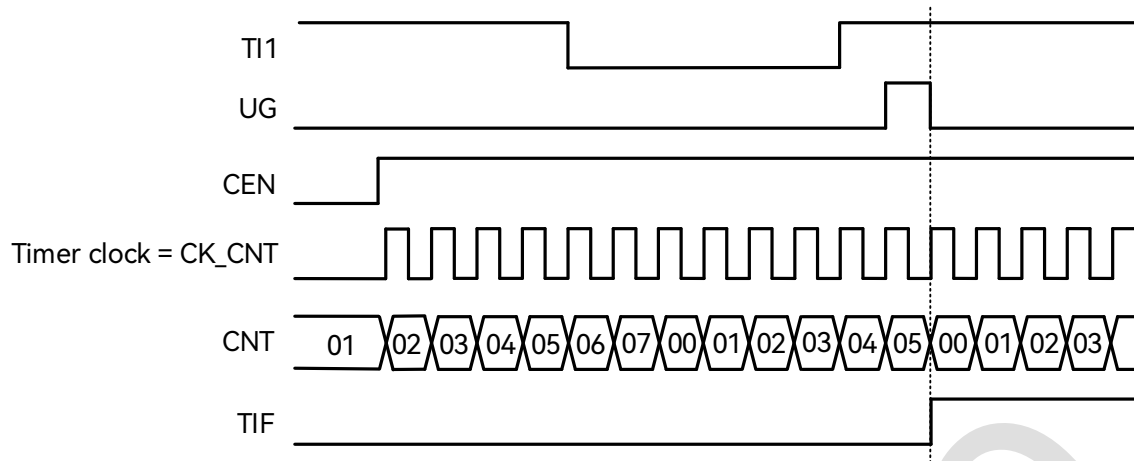 TI1
UG
CEN
Timer clock = CK_CNT
CNT 01 02 03 04 05 06 07 00 01 02 03 04 05 00 01 02 03
TIF